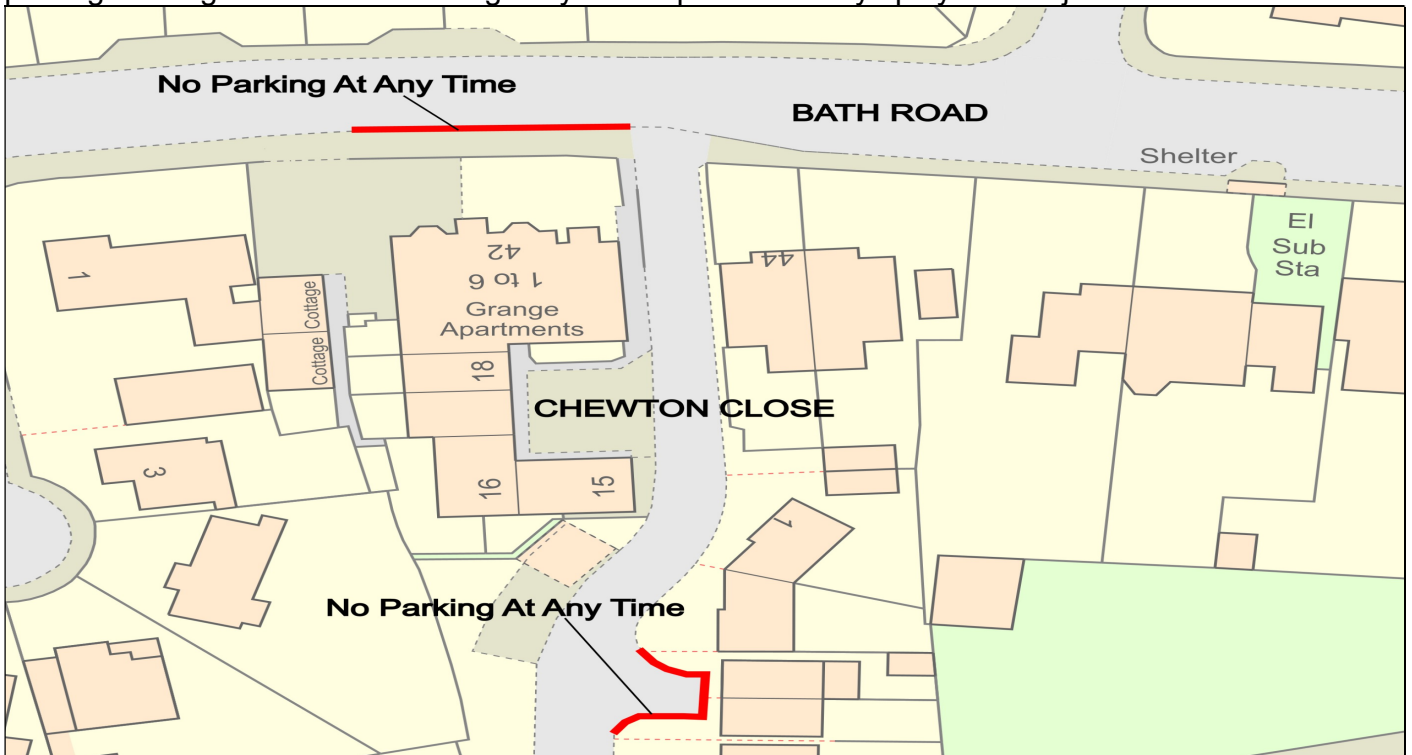 No Parking At Any Time
BATH ROAD
Shelter
El
Sub
Sta
1
42
1 to 6
Grange
Apartments
44
Cottage
Cottage
18
CHEWTON CLOSE
3
16
15
1
No Parking At Any Time